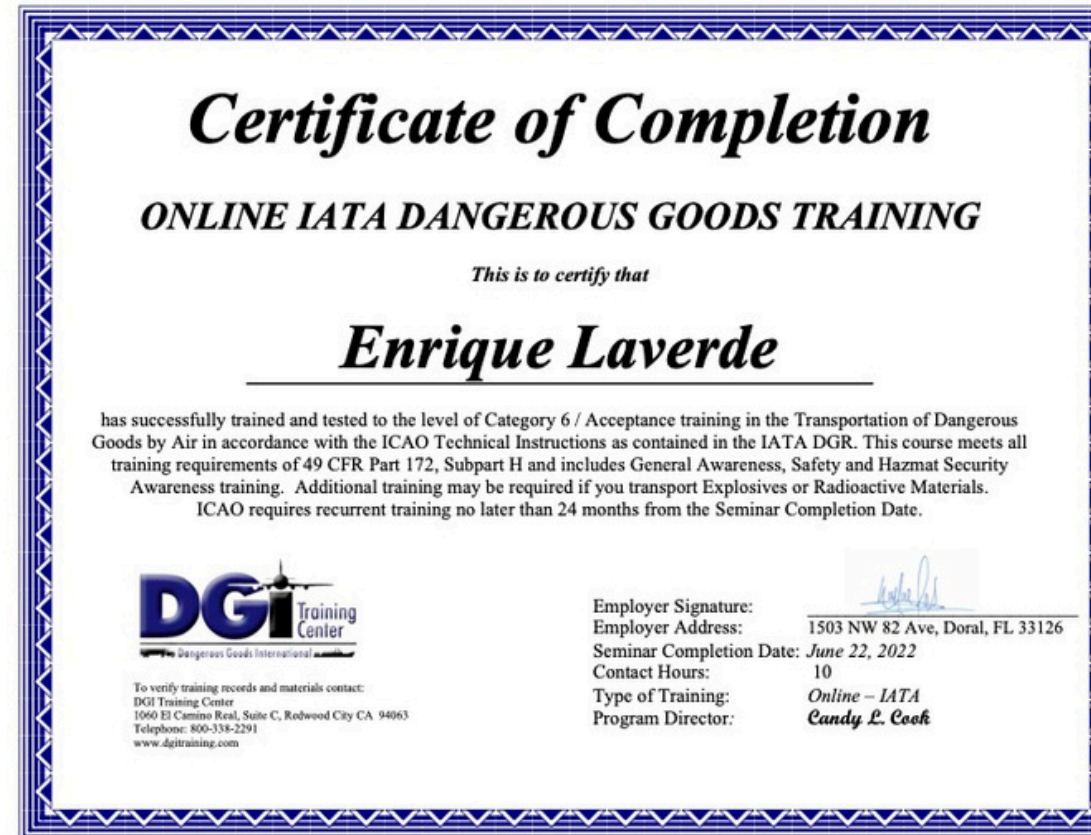 Certificate of Completion
ONLINE IATA DANGEROUS GOODS TRAINING
This is to certify that
Enrique Laverde
has successfully trained and tested to the level of Category 6 / Acceptance training in the Transportation of Dangerous
Goods by Air in accordance with the ICAO Technical Instructions as contained in the IATA DGR. This course meets all
training requirements of 49 CFR Part 172, Subpart H and includes General Awareness, Safety and Hazmat Security
Awareness training. Additional training may be required if you transport Explosives or Radioactive Materials.
ICAO requires recurrent training no later than 24 months from the Seminar Completion Date.
DGI Training
Center
Dangerous Goods International
To verify training records and materials contact:
DGI Training Center
1060 El Camino Real, Suite C, Redwood City CA 94063
Telephone: 800-338-2291
www.dgitraining.com
Employer Signature:
Employer Address: 1503 NW 82 Ave, Doral, FL 33126
Seminar Completion Date: June 22, 2022
Contact Hours: 10
Type of Training: Online – IATA
Program Director: Candy L. Cook